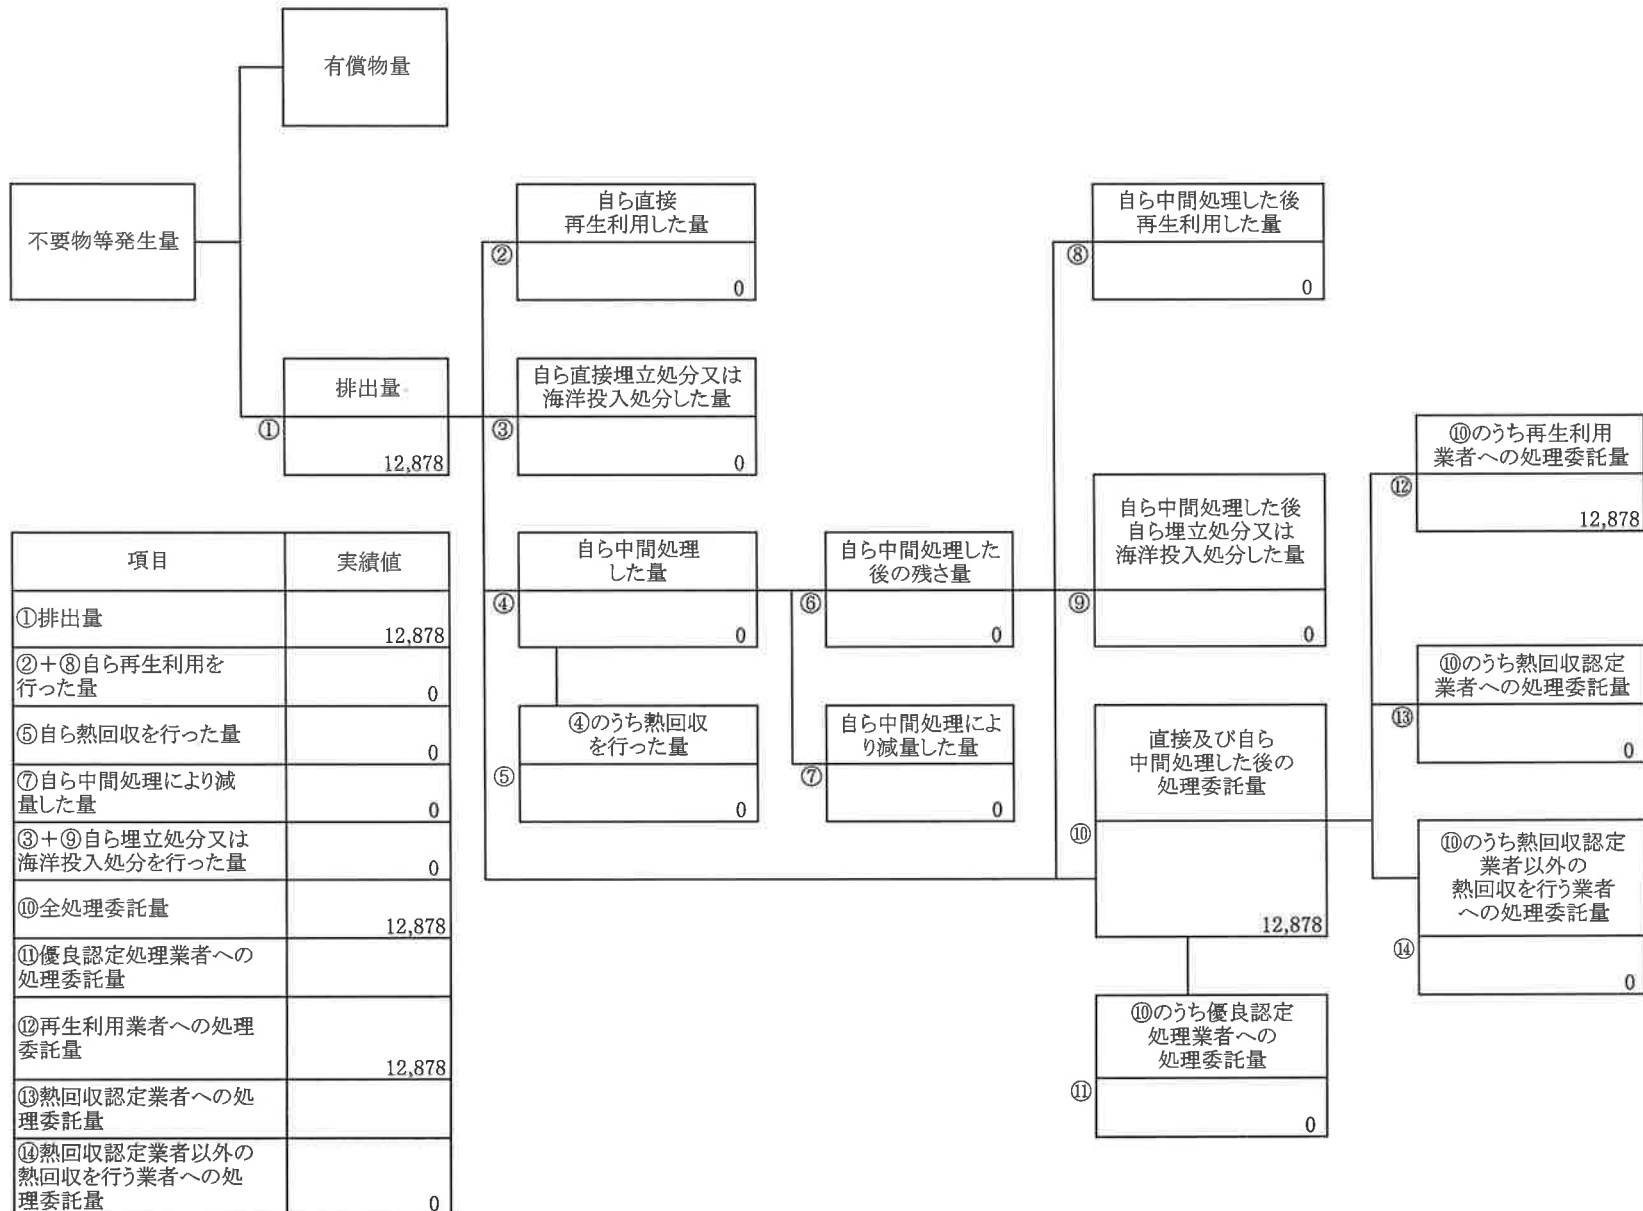 有償物量
不要物等発生量
自ら直接
再生利用した量
②
0
自ら中間処理した後
再生利用した量
⑧
0
排出量
①
12,878
自ら直接埋立処分又は
海洋投入処分した量
③
0
⑩のうち再生利用
業者への処理委託量
⑫
12,878
自ら中間処理
した量
④
0
自ら中間処理した
後の残さ量
⑥
0
自ら中間処理した後
自ら埋立処分又は
海洋投入処分した量
⑨
0
⑩のうち熱回収認定
業者への処理委託量
⑬
0
④のうち熱回収
を行った量
⑤
0
自ら中間処理によ
り減量した量
⑦
0
直接及び自ら
中間処理した後の
処理委託量
⑩
12,878
⑩のうち熱回収認定
業者以外の
熱回収を行う業者
への処理委託量
⑭
0
⑩のうち優良認定
処理業者への
処理委託量
⑪
0
項目 実績値
①排出量
12,878
②+⑧自ら再生利用を
行った量 0
⑤自ら熱回収を行った量
0
⑦自ら中間処理により減
量した量 0
③+⑨自ら埋立処分又は
海洋投入処分を行った量 0
⑩全処理委託量
12,878
⑪優良認定処理業者への
処理委託量
⑫再生利用業者への処理
委託量
12,878
⑬熱回収認定業者への処
理委託量
⑭熱回収認定業者以外の
熱回収を行う業者への処
理委託量 0